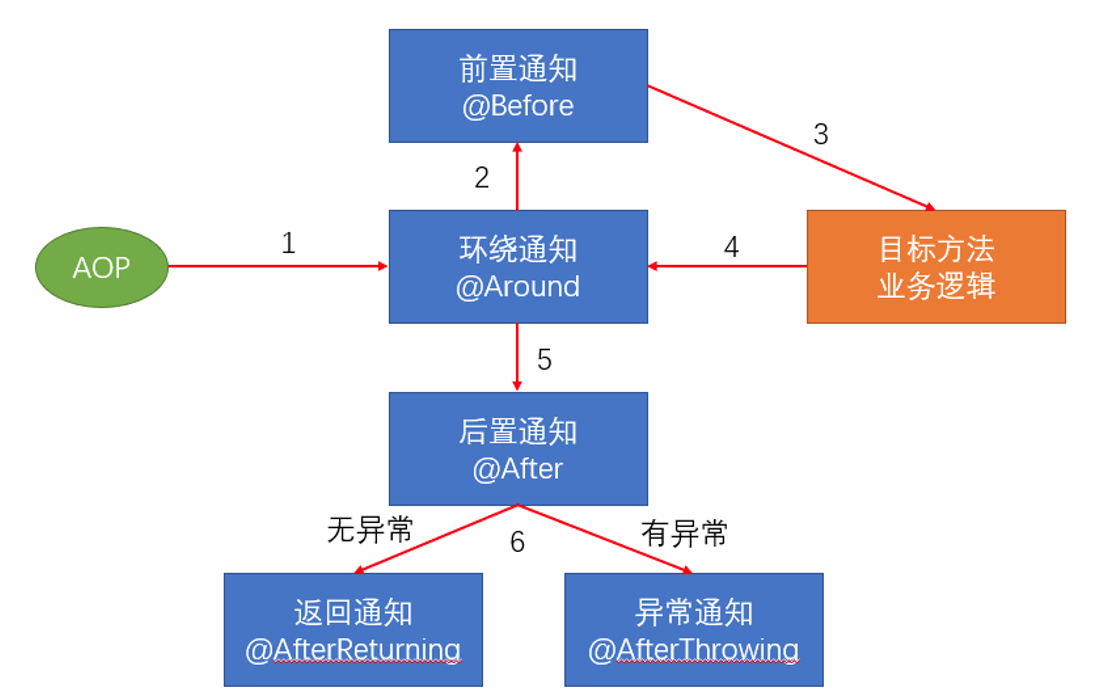 前置通知
@Before
3
2
AOP
1
环绕通知
@Around
4
目标方法
业务逻辑
5
后置通知
@After
无异常
6
有异常
返回通知
@AfterReturning
异常通知
@AfterThrowing